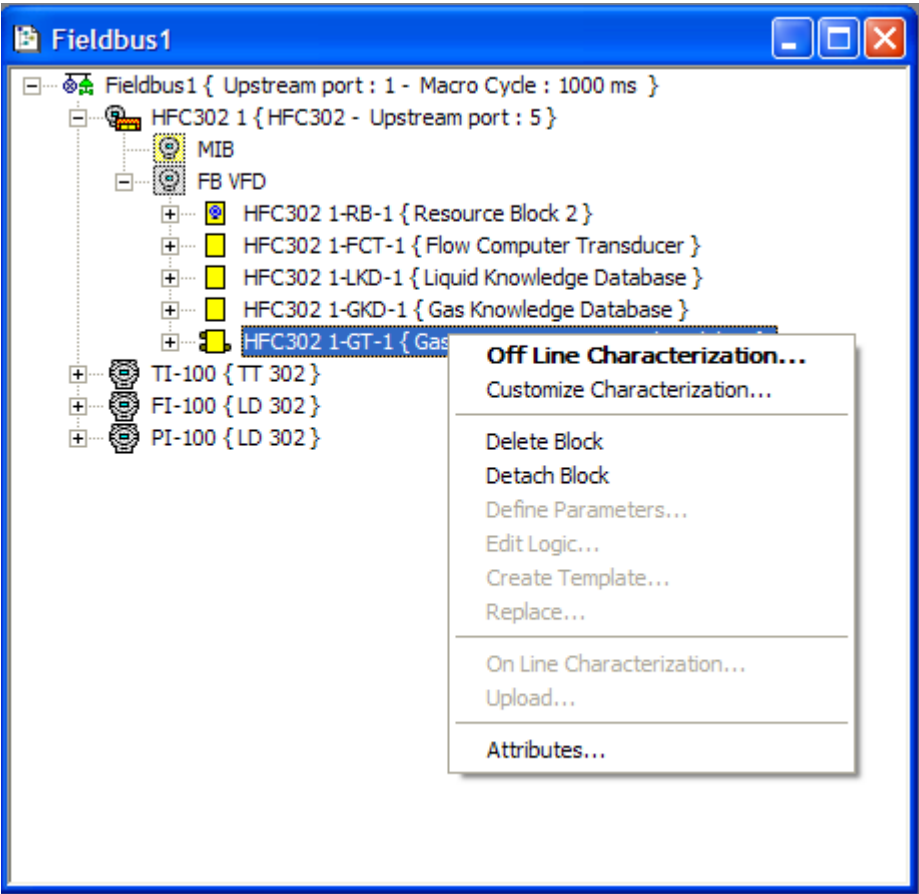 Fieldbus1
Fieldbus1 { Upstream port : 1 - Macro Cycle : 1000 ms }
HFC302 1 { HFC302 - Upstream port : 5 }
MIB
FB VFD
HFC302 1-RB-1 { Resource Block 2 }
HFC302 1-FCT-1 { Flow Computer Transducer }
HFC302 1-LKD-1 { Liquid Knowledge Database }
HFC302 1-GKD-1 { Gas Knowledge Database }
HFC302 1-GT-1 { Gas
TI-100 { TT 302 }
FI-100 { LD 302 }
PI-100 { LD 302 }
Off Line Characterization...
Customize Characterization...
Delete Block
Detach Block
Define Parameters...
Edit Logic...
Create Template...
Replace...
On Line Characterization...
Upload...
Attributes...